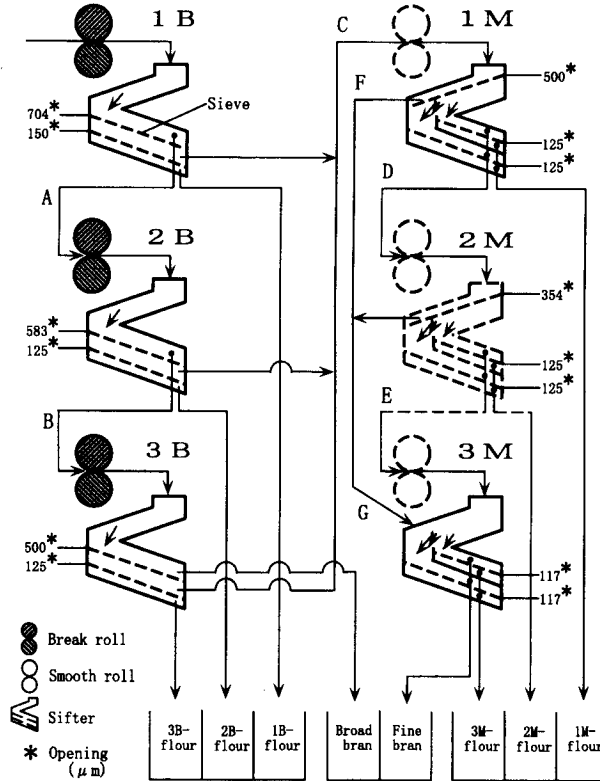 1 B
C
1 M
F
500*
Sieve
704*
150*
125*
125*
A
D
2 B
2 M
354*
583*
125*
125*
125*
B
E
3 B
3 M
G
500*
125*
117*
117*
Break roll
Smooth roll
Sifter
* Opening
(μm)
3B-
flour
2B-
flour
1B-
flour
Broad
bran
Fine
bran
3M-
flour
2M-
flour
1M-
flour